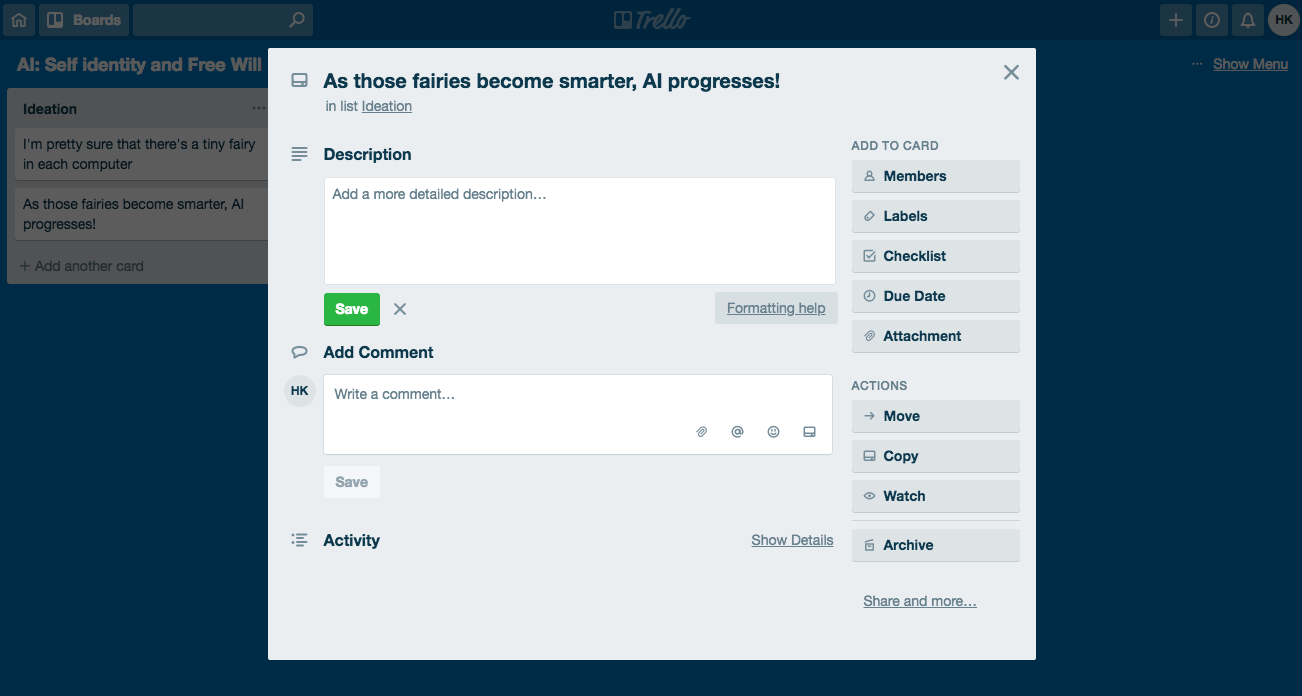 Boards
Trello
HK
AI: Self identity and Free Will
... Show Menu
Ideation
I'm pretty sure that there's a tiny fairy
in each computer
As those fairies become smarter, AI
progresses!
+ Add another card
As those fairies become smarter, AI progresses!
in list Ideation
Description
Add a more detailed description…
Save
Formatting help
Add Comment
HK
Write a comment…
Save
Activity
Show Details
ADD TO CARD
Members
Labels
Checklist
Due Date
Attachment
ACTIONS
Move
Copy
Watch
Archive
Share and more…